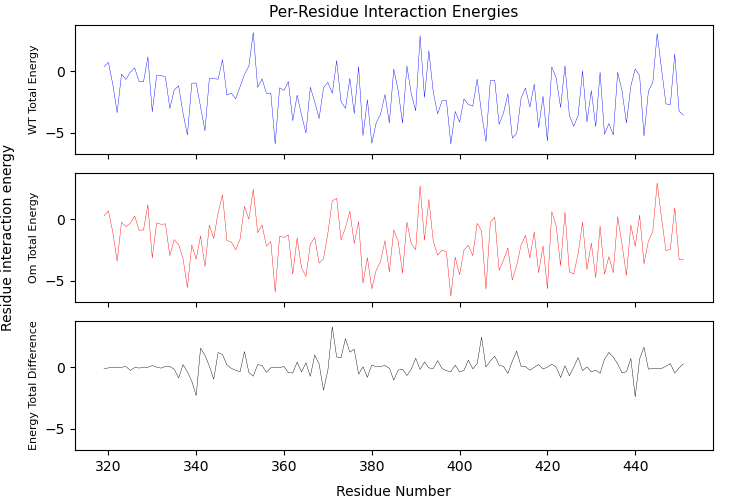 Per-Residue Interaction Energies
Residue interaction energy
WT Total Energy
0
−5
Om Total Energy
0
−5
Energy Total Difference
0
−5
320 340 360 380 400 420 440
Residue Number